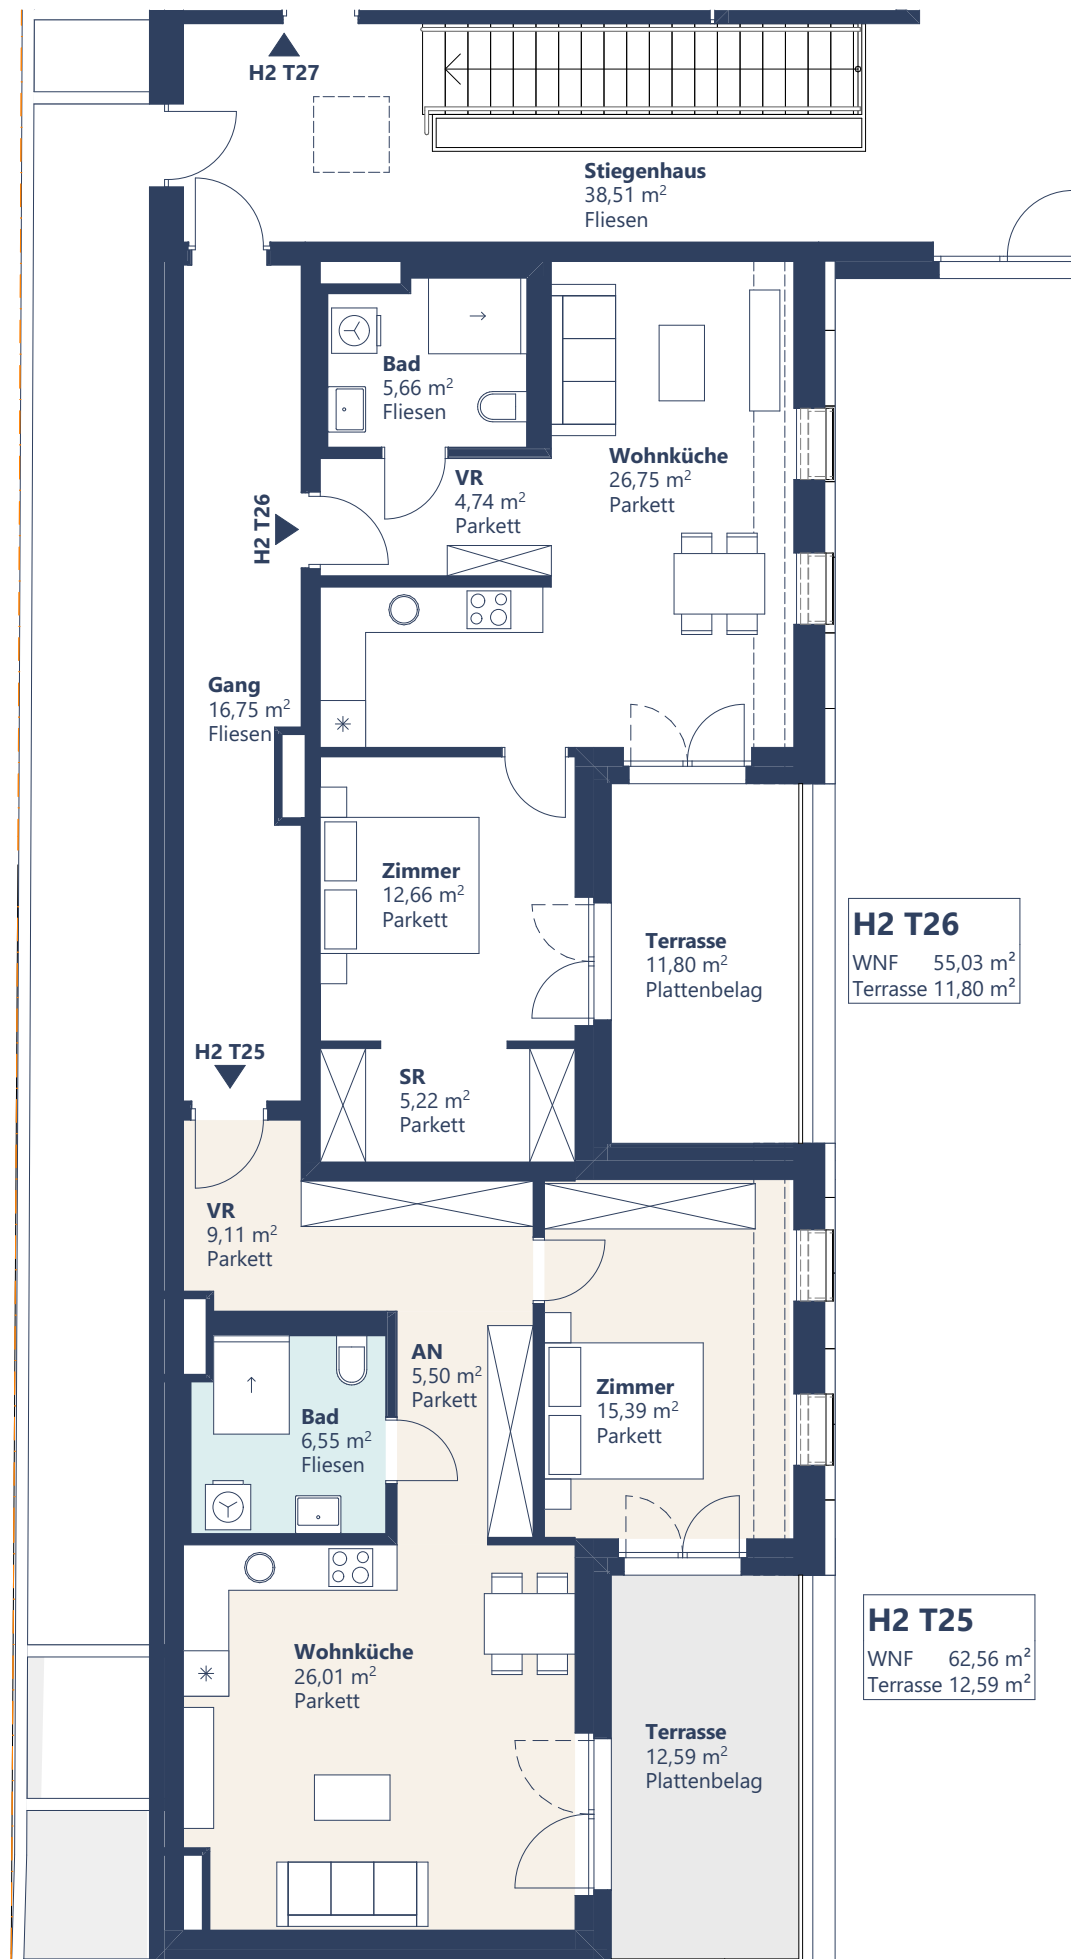 H2 T27
Stiegenhaus
38,51 m²
Fliesen
Bad
5,66 m²
Fliesen
Wohnküche
26,75 m²
Parkett
VR
4,74 m²
Parkett
H2 T26
Gang
16,75 m²
Fliesen
Zimmer
12,66 m²
Parkett
Terrasse
11,80 m²
Plattenbelag
H2 T26
WNF 55,03 m²
Terrasse 11,80 m²
H2 T25
SR
5,22 m²
Parkett
VR
9,11 m²
Parkett
AN
5,50 m²
Parkett
Zimmer
15,39 m²
Parkett
Bad
6,55 m²
Fliesen
Wohnküche
26,01 m²
Parkett
H2 T25
WNF 62,56 m²
Terrasse 12,59 m²
Terrasse
12,59 m²
Plattenbelag